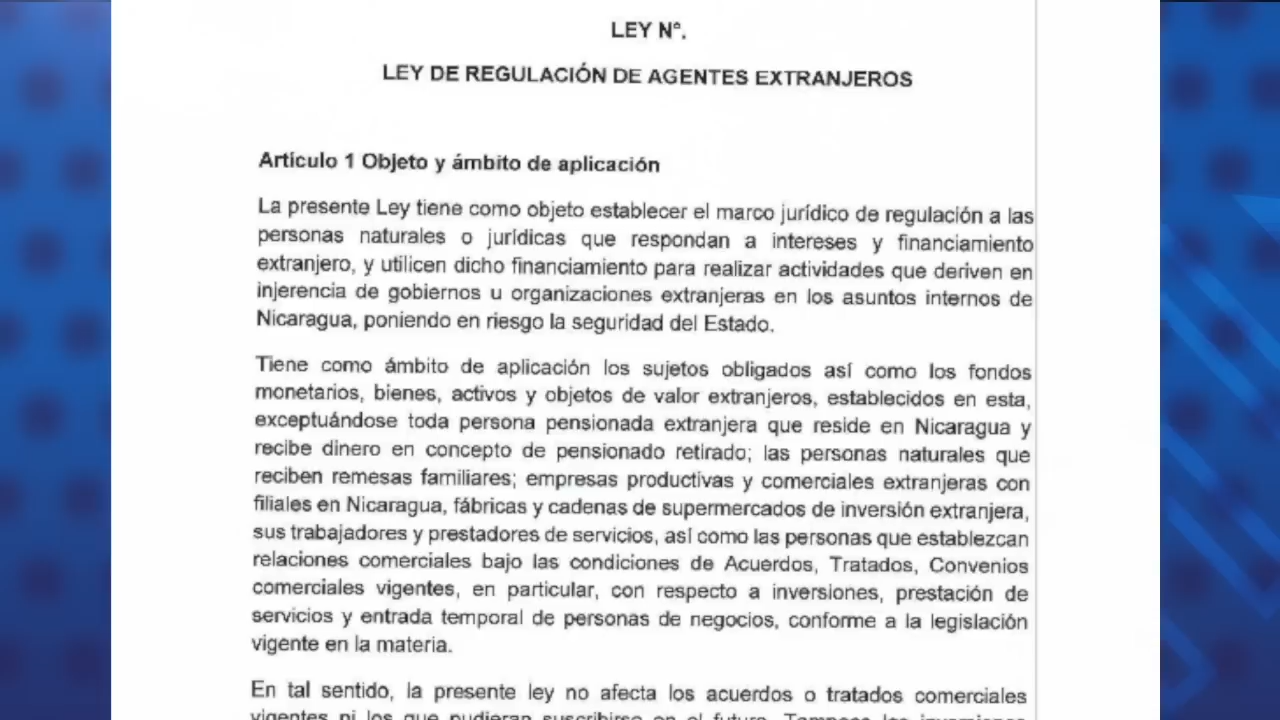 LEY N°.
LEY DE REGULACIÓN DE AGENTES EXTRANJEROS
Artículo 1 Objeto y ámbito de aplicación
La presente Ley tiene como objeto establecer el marco jurídico de regulación a las
personas naturales o jurídicas que respondan a intereses y financiamiento
extranjero, y utilicen dicho financiamiento para realizar actividades que deriven en
injerencia de gobiernos u organizaciones extranjeras en los asuntos internos de
Nicaragua, poniendo en riesgo la seguridad del Estado.
Tiene como ámbito de aplicación los sujetos obligados así como los fondos
monetarios, bienes, activos y objetos de valor extranjeros, establecidos en esta,
exceptuándose toda persona pensionada extranjera que reside en Nicaragua y
recibe dinero en concepto de pensionado retirado; las personas naturales que
reciben remesas familiares; empresas productivas y comerciales extranjeras con
filiales en Nicaragua, fábricas y cadenas de supermercados de inversión extranjera,
sus trabajadores y prestadores de servicios, así como las personas que establezcan
relaciones comerciales bajo las condiciones de Acuerdos, Tratados, Convenios
comerciales vigentes, en particular, con respecto a inversiones, prestación de
servicios y entrada temporal de personas de negocios, conforme a la legislación
vigente en la materia.
En tal sentido, la presente ley no afecta los acuerdos o tratados comerciales
vigentes ni los que pudieran suscribirse en el futuro.